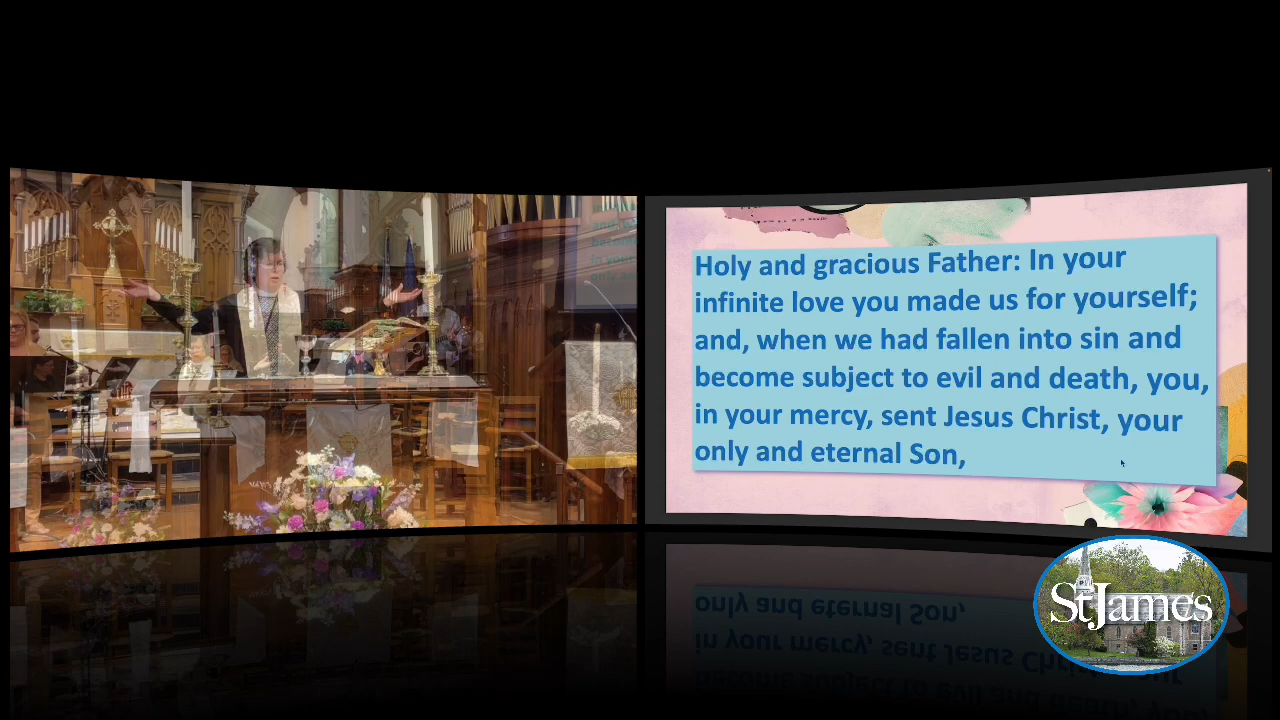 Holy and gracious Father: In your
infinite love you made us for yourself;
and, when we had fallen into sin and
become subject to evil and death, you,
in your mercy, sent Jesus Christ, your
only and eternal Son,
St James